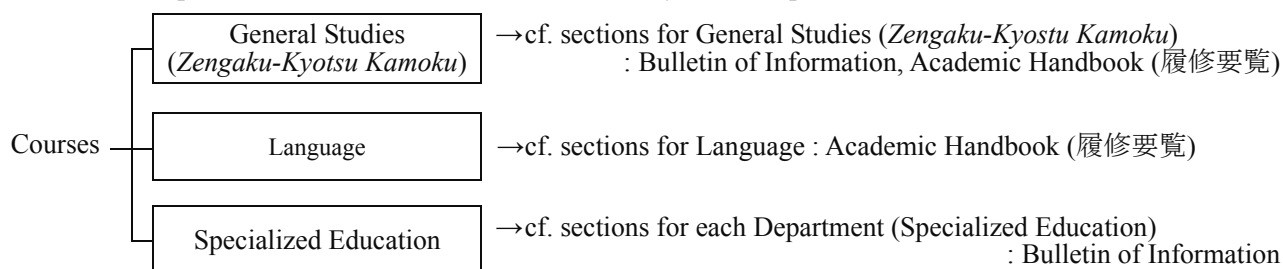 General Studies
(Zengaku-Kyotsu Kamoku)
→cf. sections for General Studies (Zengaku-Kyostu Kamoku)
: Bulletin of Information, Academic Handbook (履修要覧)
Courses
Language
→cf. sections for Language : Academic Handbook (履修要覧)
Specialized Education
→cf. sections for each Department (Specialized Education)
: Bulletin of Information